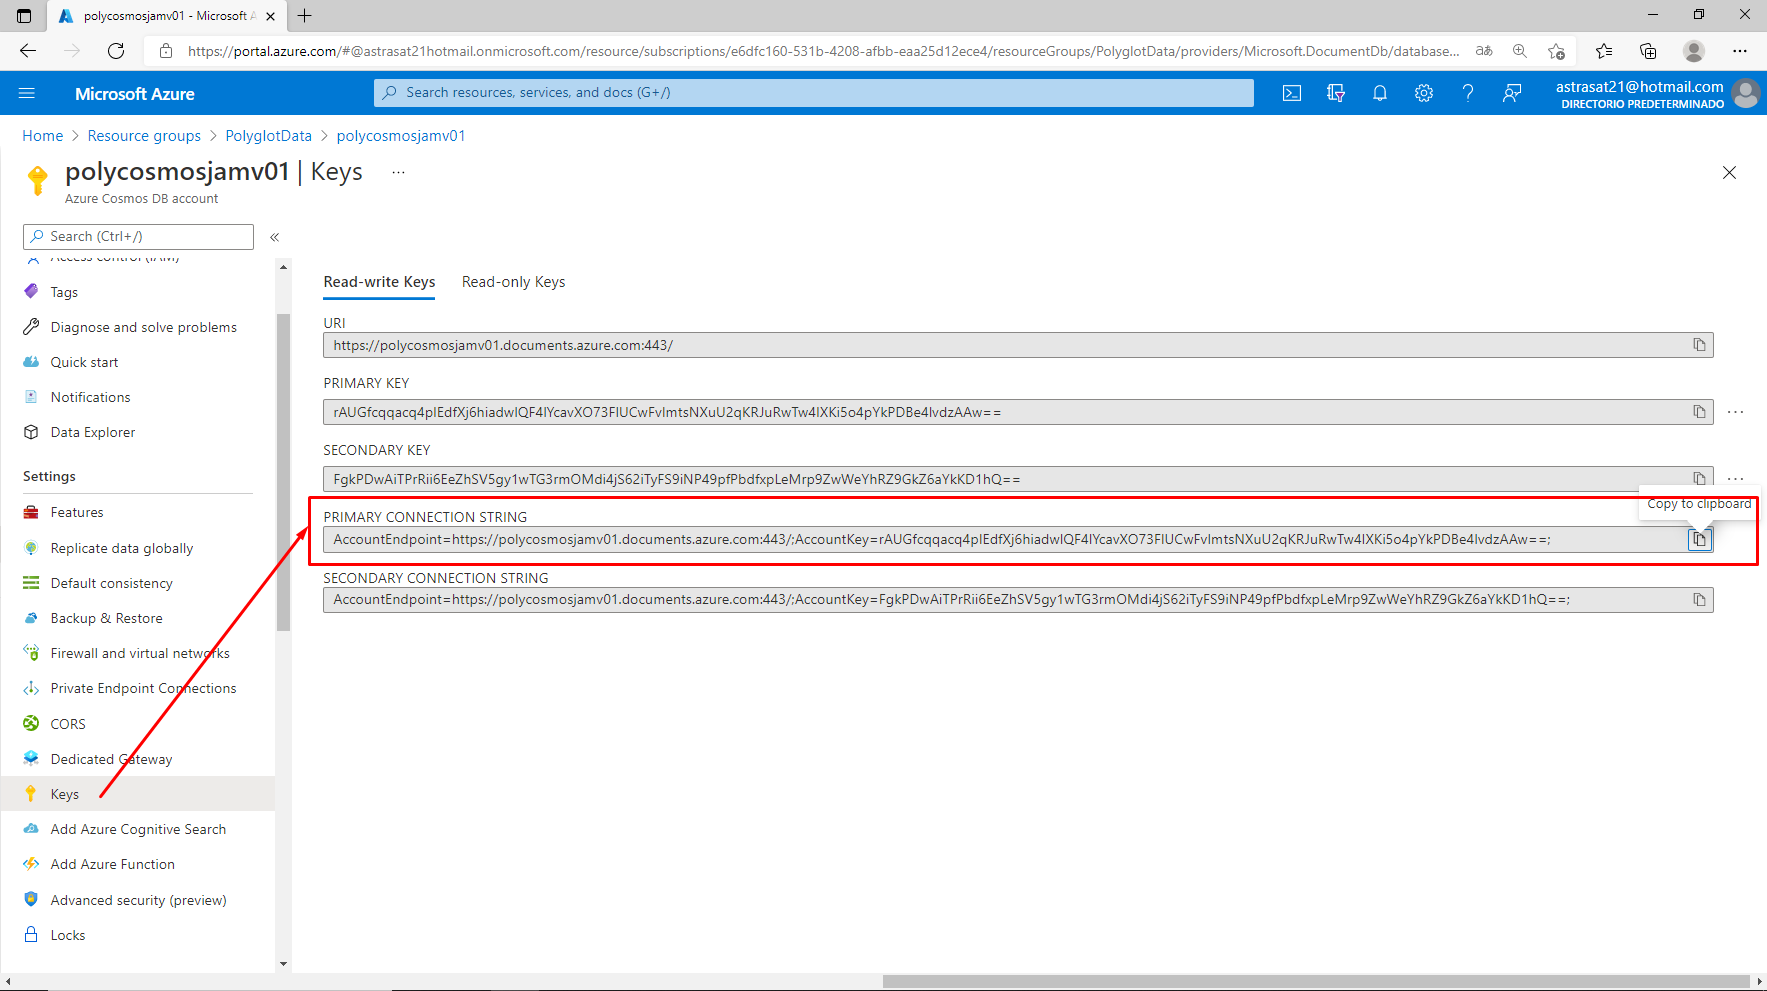 polycosmosjamv01 - Microsoft A
https://portal.azure.com/#@astrasat21hotmail.onmicrosoft.com/resource/subscriptions/e6dfc160-531b-4208-afbb-eaa25d12ece4/resourceGroups/PolyglotData/providers/Microsoft.DocumentDb/database...
Microsoft Azure
Search resources, services, and docs (G+/)
astrasat21@hotmail.com
DIRECTORIO PREDETERMINADO
Home > Resource groups > PolyglotData > polycosmosjamv01
polycosmosjamv01 | Keys ...
Azure Cosmos DB account
Search (Ctrl+/)
Access control (IAM)
Tags
Diagnose and solve problems
Quick start
Notifications
Data Explorer
Settings
Features
Replicate data globally
Default consistency
Backup & Restore
Firewall and virtual networks
Private Endpoint Connections
CORS
Dedicated Gateway
Keys
Add Azure Cognitive Search
Add Azure Function
Advanced security (preview)
Locks
Read-write Keys Read-only Keys
URI
https://polycosmosjamv01.documents.azure.com:443/
PRIMARY KEY
rAUGfcqqacq4pIEdfXj6hiadwIQF4IYcavXO73FIUCwFvImtsNXuU2qKRJuRwTw4IXKi5o4pYkPDBe4IvdzAAw==
SECONDARY KEY
FgkPDwAiTPrRii6EeZhSV5gy1wTG3rmOMdi4jS62iTyFS9iNP49pfPbdfxpLeMrp9ZwWeYhRZ9GkZ6aYkKD1hQ==
Copy to clipboard
PRIMARY CONNECTION STRING
AccountEndpoint=https://polycosmosjamv01.documents.azure.com:443/;AccountKey=rAUGfcqqacq4pIEdfXj6hiadwIQF4IYcavXO73FIUCwFvImtsNXuU2qKRJuRwTw4IXKi5o4pYkPDBe4IvdzAAw==;
SECONDARY CONNECTION STRING
AccountEndpoint=https://polycosmosjamv01.documents.azure.com:443/;AccountKey=FgkPDwAiTPrRii6EeZhSV5gy1wTG3rmOMdi4jS62iTyFS9iNP49pfPbdfxpLeMrp9ZwWeYhRZ9GkZ6aYkKD1hQ==;